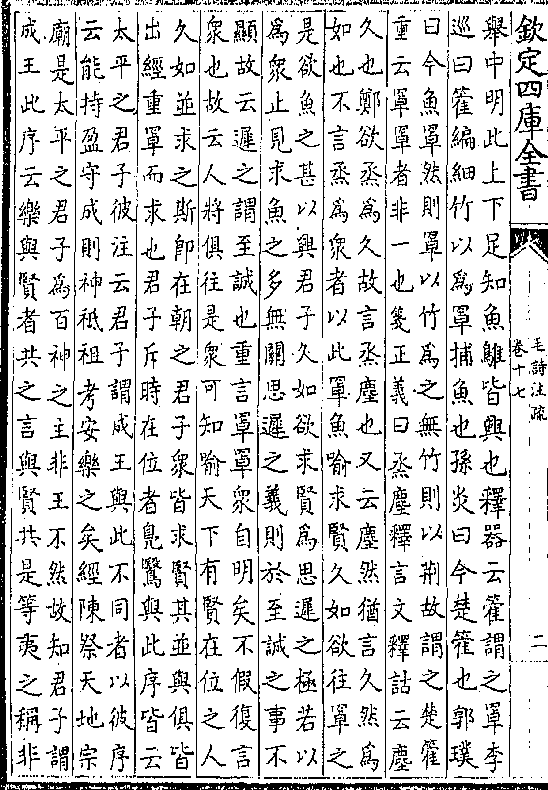 欽定四庫全書
毛詩注疏
卷十七
二
舉中明此上下足知魚雝皆興也釋器云篧謂之罩李
巡曰篧編細竹以為罩捕魚也孫炎曰今楚篧也郭璞
曰今魚罩然則罩以竹為之無竹則以荆故謂之楚篧
重云罩罩者非一也箋正義曰烝塵釋言文釋詁云塵
久也鄭欲烝為久故言烝塵也又云塵然猶言久然為
如也不言烝為衆者以此罩魚喻求賢久如欲往罩之
是欲魚之甚以興君子久如欲求賢為思遲之極若以
為衆止見求魚之多無關思遲之義則於至誠之事不
顯故云遲之謂至誠也重言罩罩衆自明矣不假復言
衆也故云人將俱往是衆可知喻天下有賢在位之人
久如並求之斯即在朝之君子衆皆求賢其並與俱皆
出經重罩而求也君子斥時在位者鳬鷖與此序皆云
太平之君子彼注云君子謂成王與此不同者以彼序
云能持盈守成則神祗祖考安樂之矣經陳祭天地宗
廟是太平之君子為百神之主非王不然故知君子謂
成王此序云樂與賢者共之言與賢共是等夷之稱非